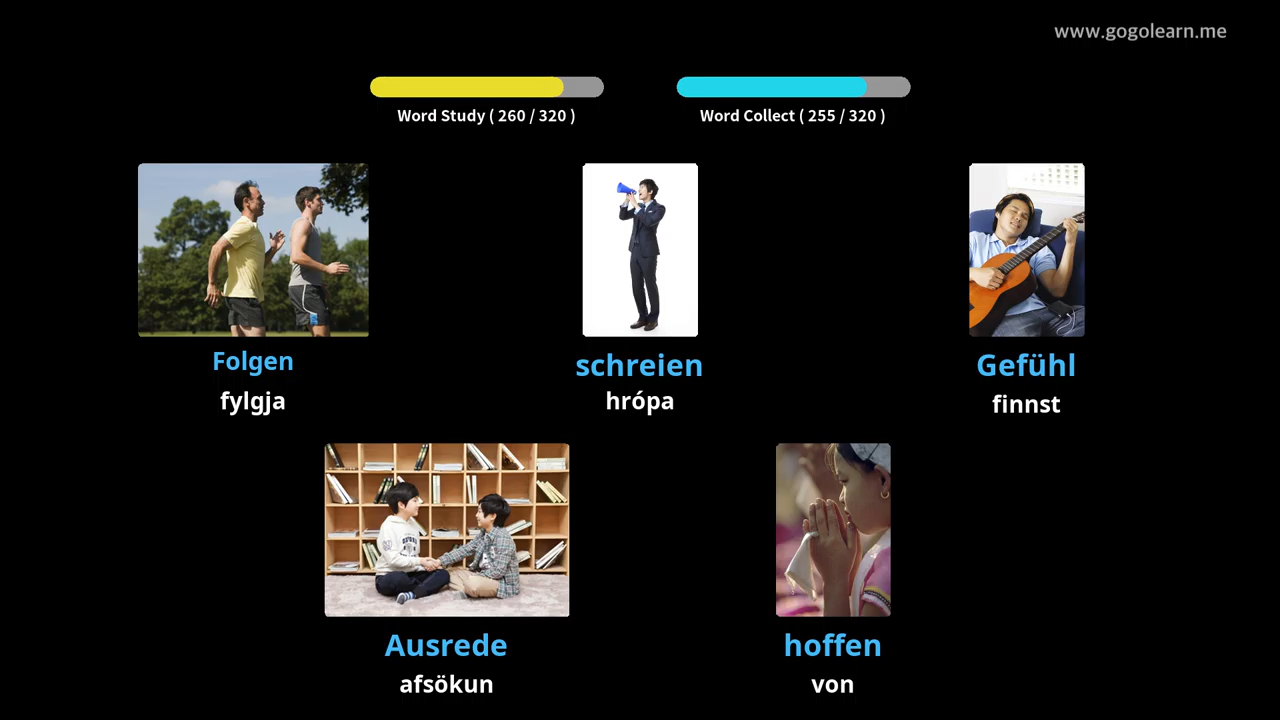 www.gogolearn.me
Word Study ( 260 / 320 )
Word Collect ( 255 / 320 )
Folgen
fylgja
schreien
hrópa
Gefühl
finnst
Ausrede
afsökun
hoffen
von